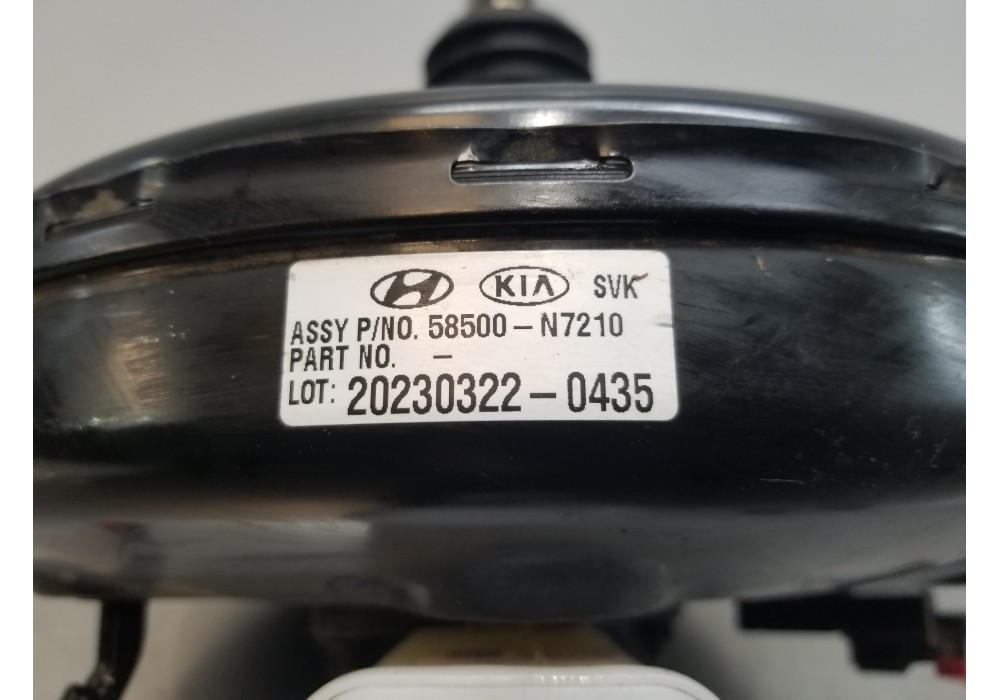 H KIA SVK
ASSY P/NO. 58500-N7210
PART NO. -
LOT: 20230322-0435